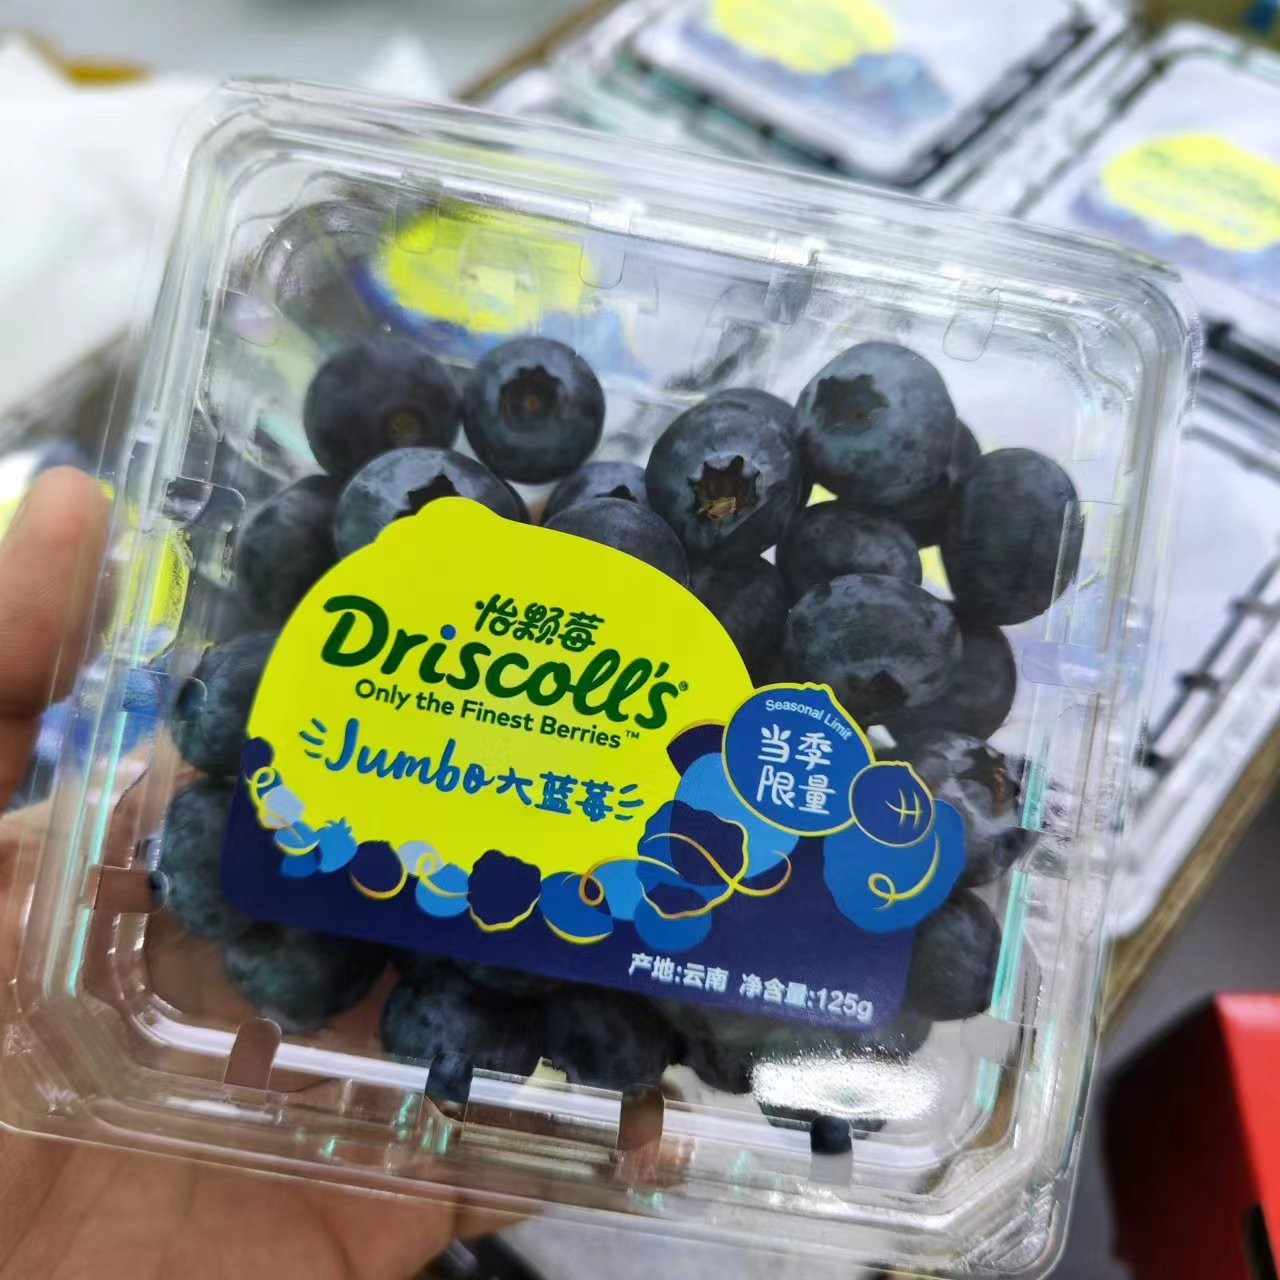 怡颗莓
Driscoll's®
Only the Finest Berries™
Jumbo大蓝莓
Seasonal Limit
当季
限量
产地:云南 净含量:125g